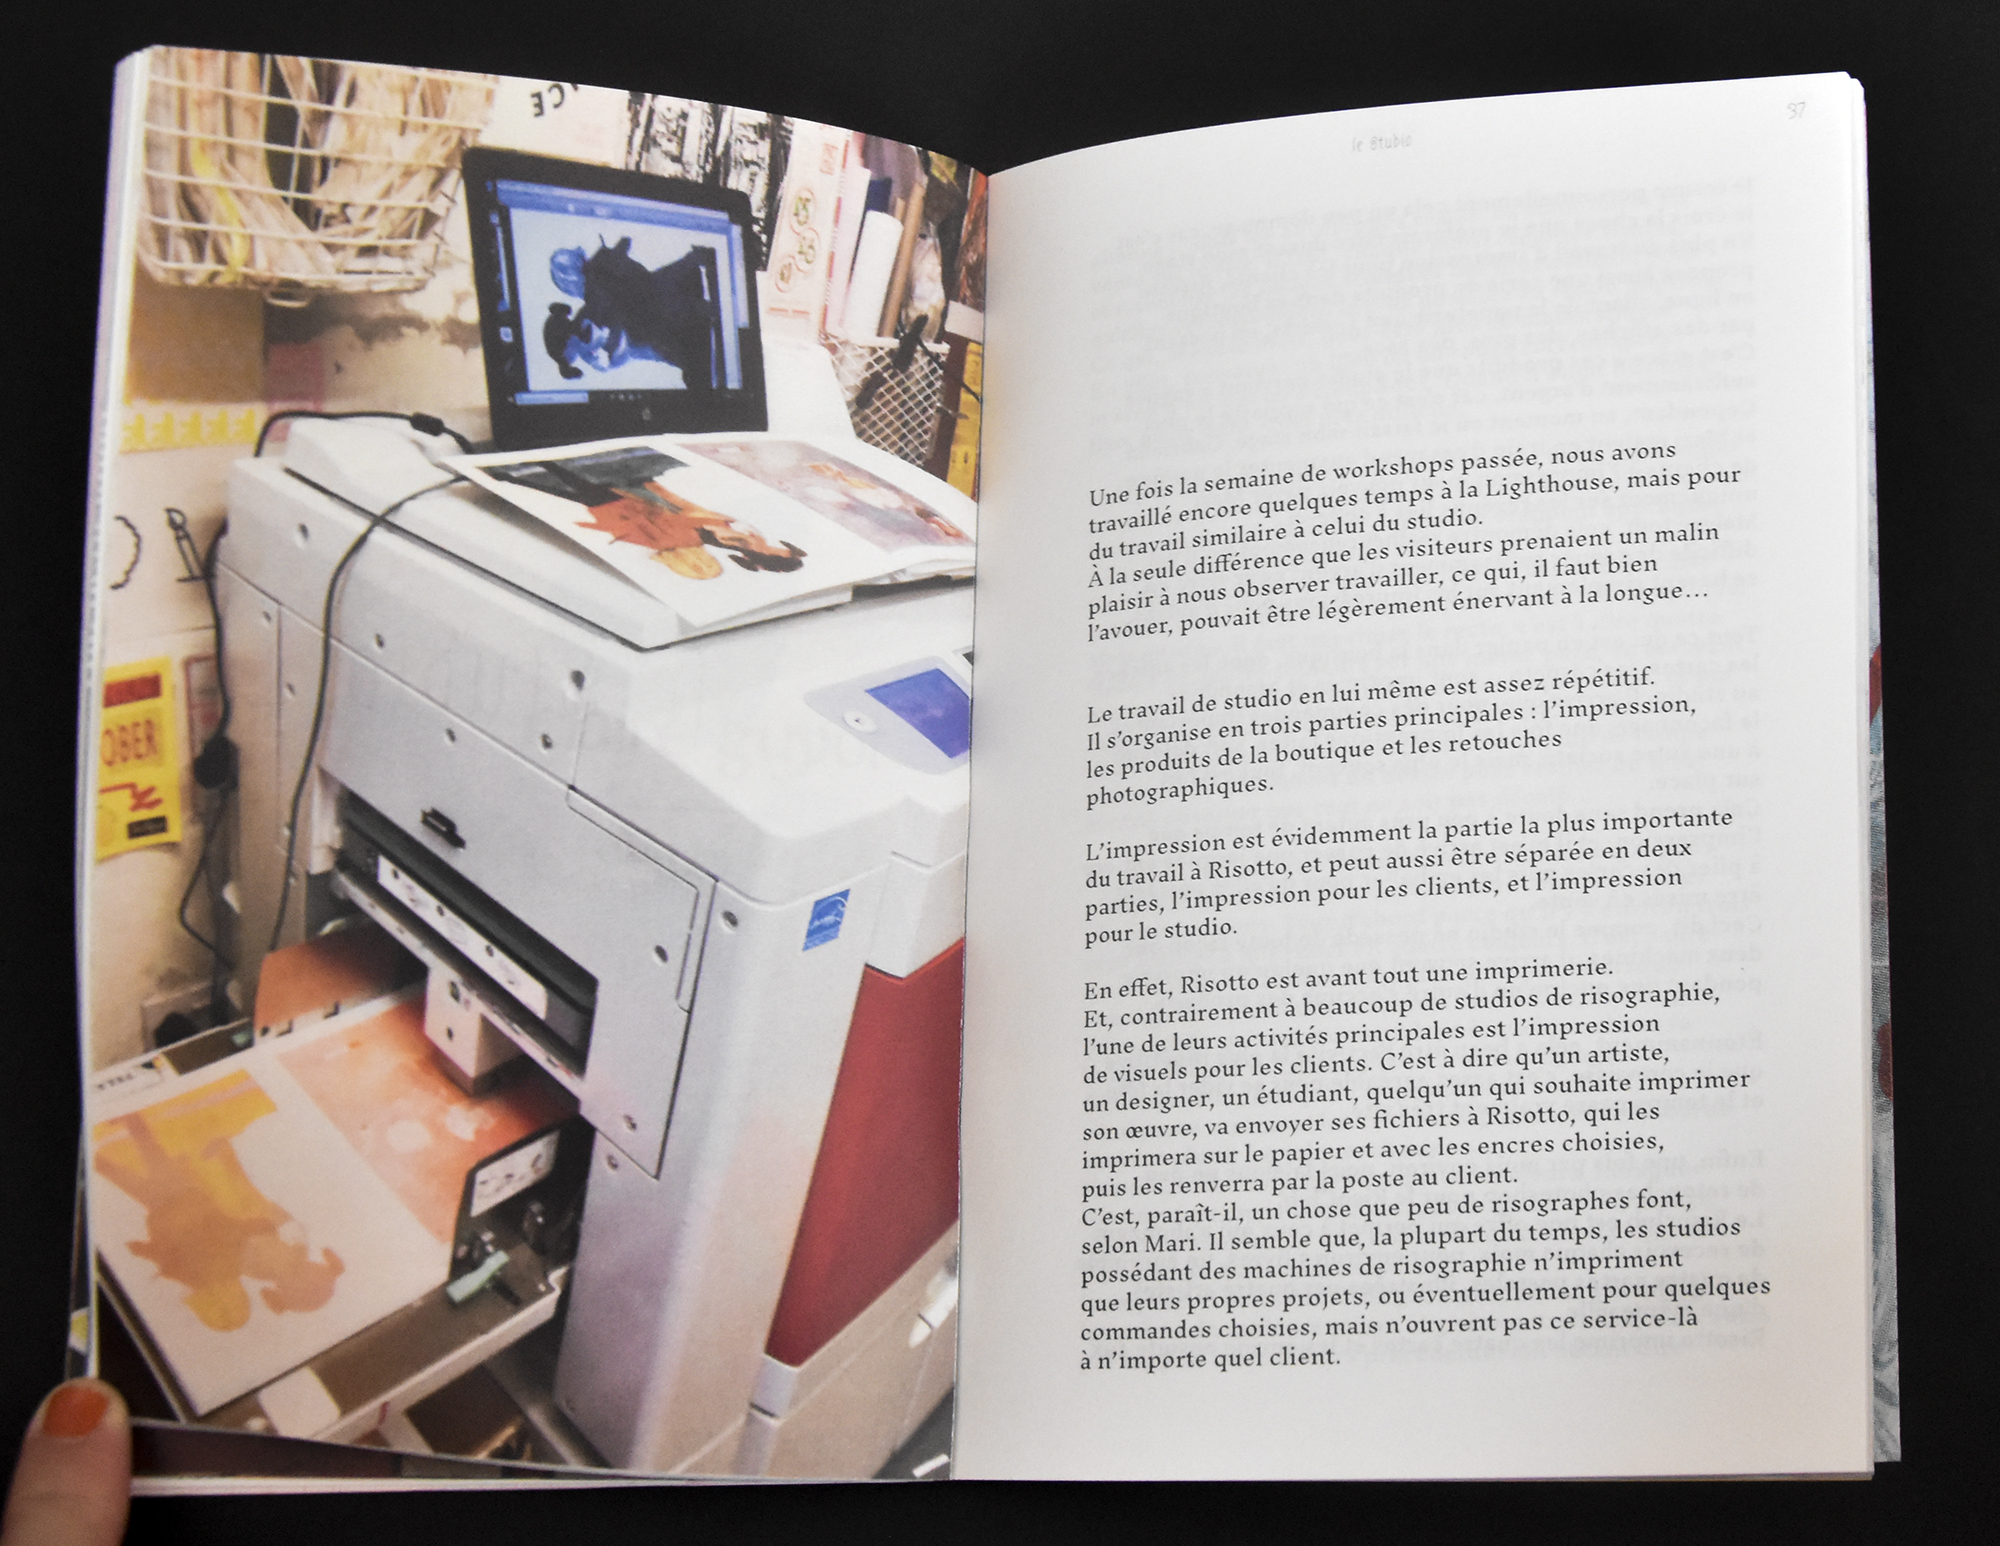 ACE
OBER
37
le Studio
Une fois la semaine de workshops passée, nous avons
travaillé encore quelques temps à la Lighthouse, mais pour
du travail similaire à celui du studio.
À la seule différence que les visiteurs prenaient un malin
plaisir à nous observer travailler, ce qui, il faut bien
l’avouer, pouvait être légèrement énervant à la longue…
Le travail de studio en lui même est assez répétitif.
Il s’organise en trois parties principales : l’impression,
les produits de la boutique et les retouches
photographiques.
L’impression est évidemment la partie la plus importante
du travail à Risotto, et peut aussi être séparée en deux
parties, l’impression pour les clients, et l’impression
pour le studio.
En effet, Risotto est avant tout une imprimerie.
Et, contrairement à beaucoup de studios de risographie,
l’une de leurs activités principales est l’impression
de visuels pour les clients. C’est à dire qu’un artiste,
un designer, un étudiant, quelqu’un qui souhaite imprimer
son œuvre, va envoyer ses fichiers à Risotto, qui les
imprimera sur le papier et avec les encres choisies,
puis les renverra par la poste au client.
C’est, paraît-il, un chose que peu de risographes font,
selon Mari. Il semble que, la plupart du temps, les studios
possédant des machines de risographie n’impriment
que leurs propres projets, ou éventuellement pour quelques
commandes choisies, mais n’ouvrent pas ce service-là
à n’importe quel client.